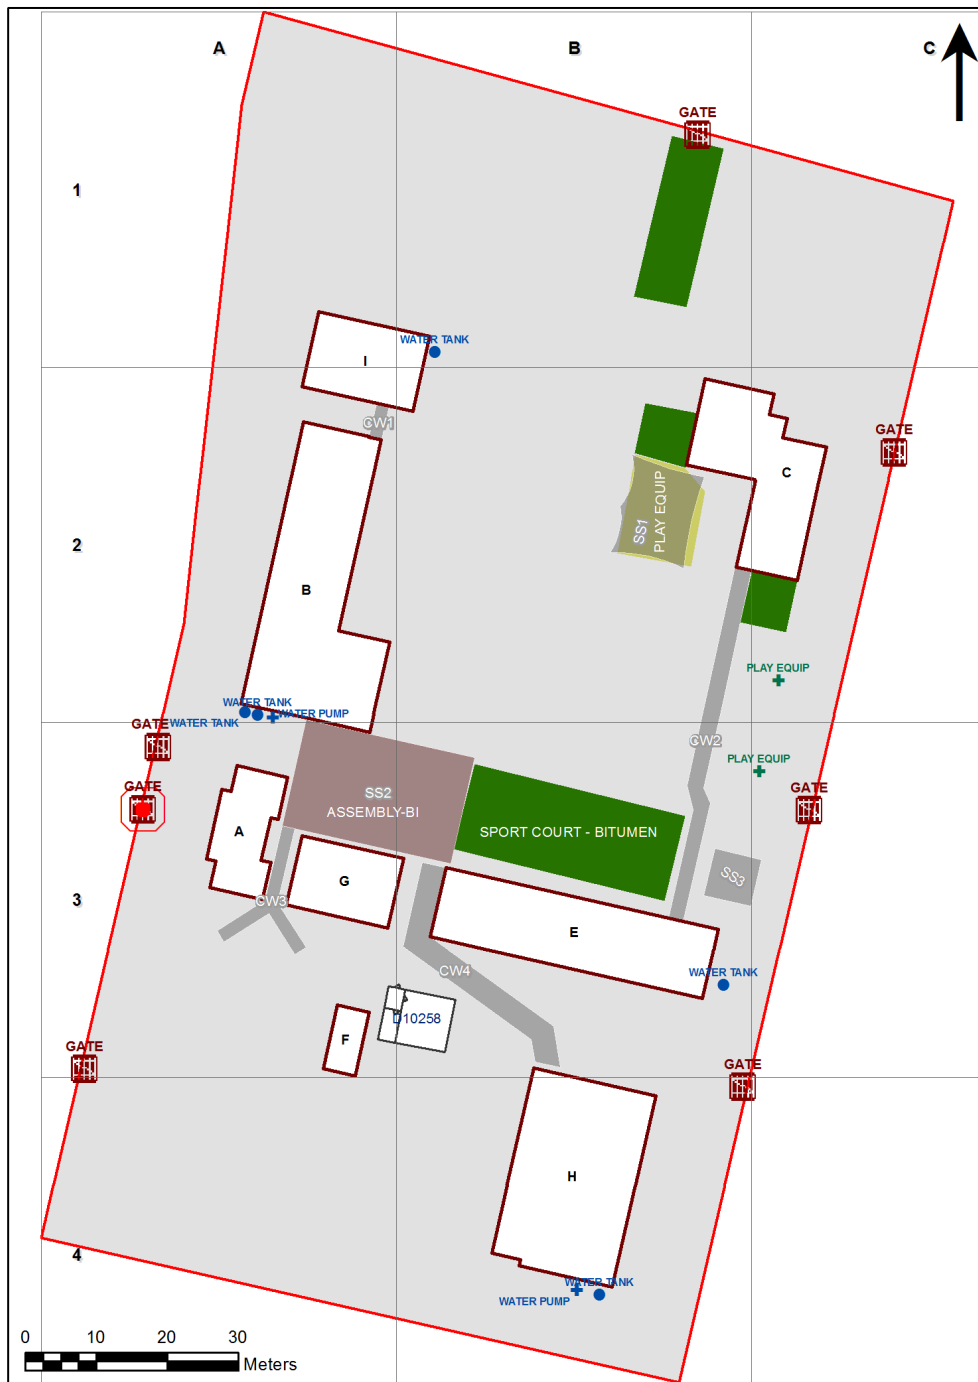 A
B
C
GATE
1
WATER TANK
I
CW1
GATE
C
PLAY EQUIP
SS1
2
B
PLAY EQUIP
WATER TANK
WATER TANK
WATER PUMP
GATE
CW2
PLAY EQUIP
GATE
GATE
SS2
ASSEMBLY-BI
SPORT COURT - BITUMEN
A
G
SS3
3
CW3
E
CW4
WATER TANK
D10258
F
GATE
GATE
H
4
WATER TANK
WATER PUMP
0 10 20 30
Meters